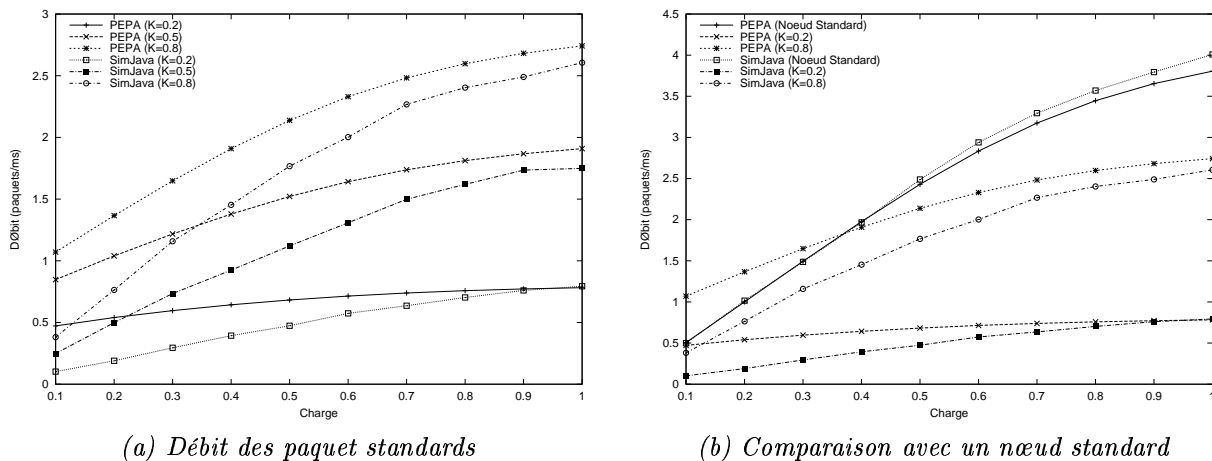 3
2.5
2
1.5
1
0.5
0
DØbit (paquets/ms)
PEPA (K=0.2)
PEPA (K=0.5)
PEPA (K=0.8)
SimJava (K=0.2)
SimJava (K=0.5)
SimJava (K=0.8)
0.1 0.2 0.3 0.4 0.5 0.6 0.7 0.8 0.9 1
Charge
(a) Débit des paquet standards
4.5
4
3.5
3
2.5
2
1.5
1
0.5
0
DØbit (paquets/ms)
PEPA (Noeud Standard)
PEPA (K=0.2)
PEPA (K=0.8)
SimJava (Noeud Standard)
SimJava (K=0.2)
SimJava (K=0.8)
0.1 0.2 0.3 0.4 0.5 0.6 0.7 0.8 0.9 1
Charge
(b) Comparaison avec un nœud standard